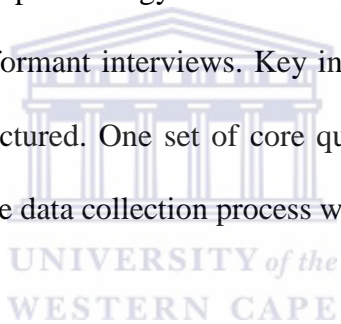 formant interviews. Key in
ctured. One set of core qu
e data collection process w
UNIVERSITY of the
WESTERN CAPE